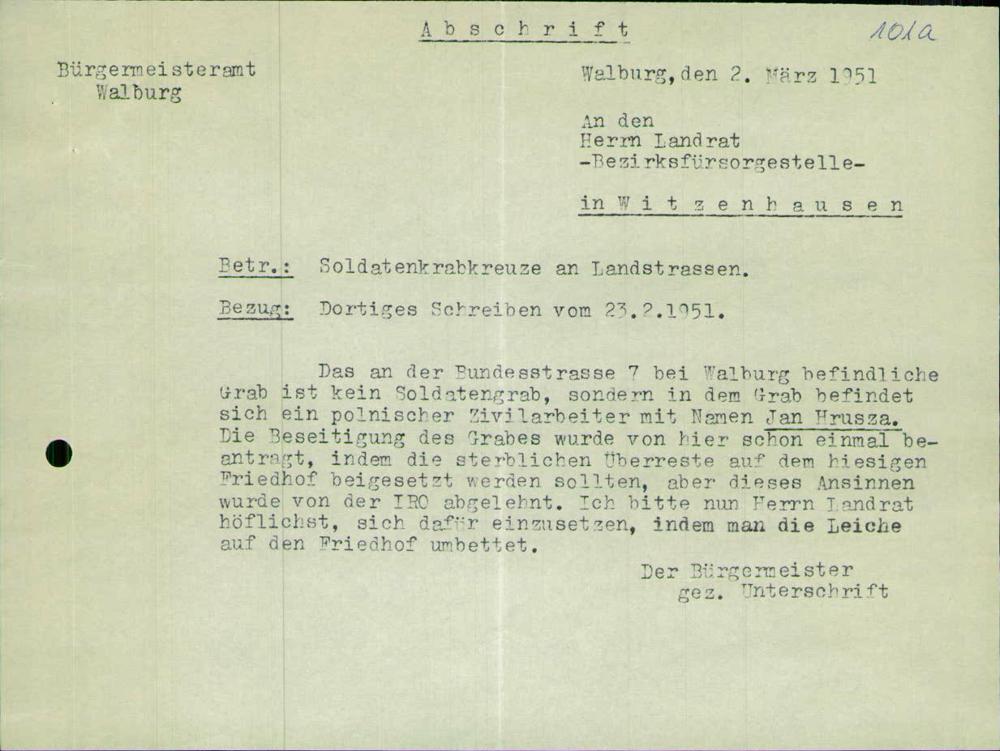 Abschrift
101a
Bürgermeisteramt
Walburg
Walburg, den 2. März 1951
An den
Herrn Landrat
-Bezirksfürsorgestelle-
in Witzenhausen
Betr.: Soldatenkrabkreuze an Landstrassen.
Bezug: Dortiges Schreiben vom 23.2.1951.
Das an der Bundesstrasse 7 bei Walburg befindliche
Grab ist kein Soldatengrab, sondern in dem Grab befindet
sich ein polnischer Zivilarbeiter mit Namen Jan Hrusza.
Die Beseitigung des Grabes wurde von hier schon einmal be-
antragt, indem die sterblichen Überreste auf dem hiesigen
Friedhof beigesetzt werden sollten, aber dieses Ansinnen
wurde von der IRO abgelehnt. Ich bitte nun Herrn Landrat
höflichst, sich dafür einzusetzen, indem man die Leiche
auf den Friedhof umbettet.
Der Bürgermeister
gez. Unterschrift